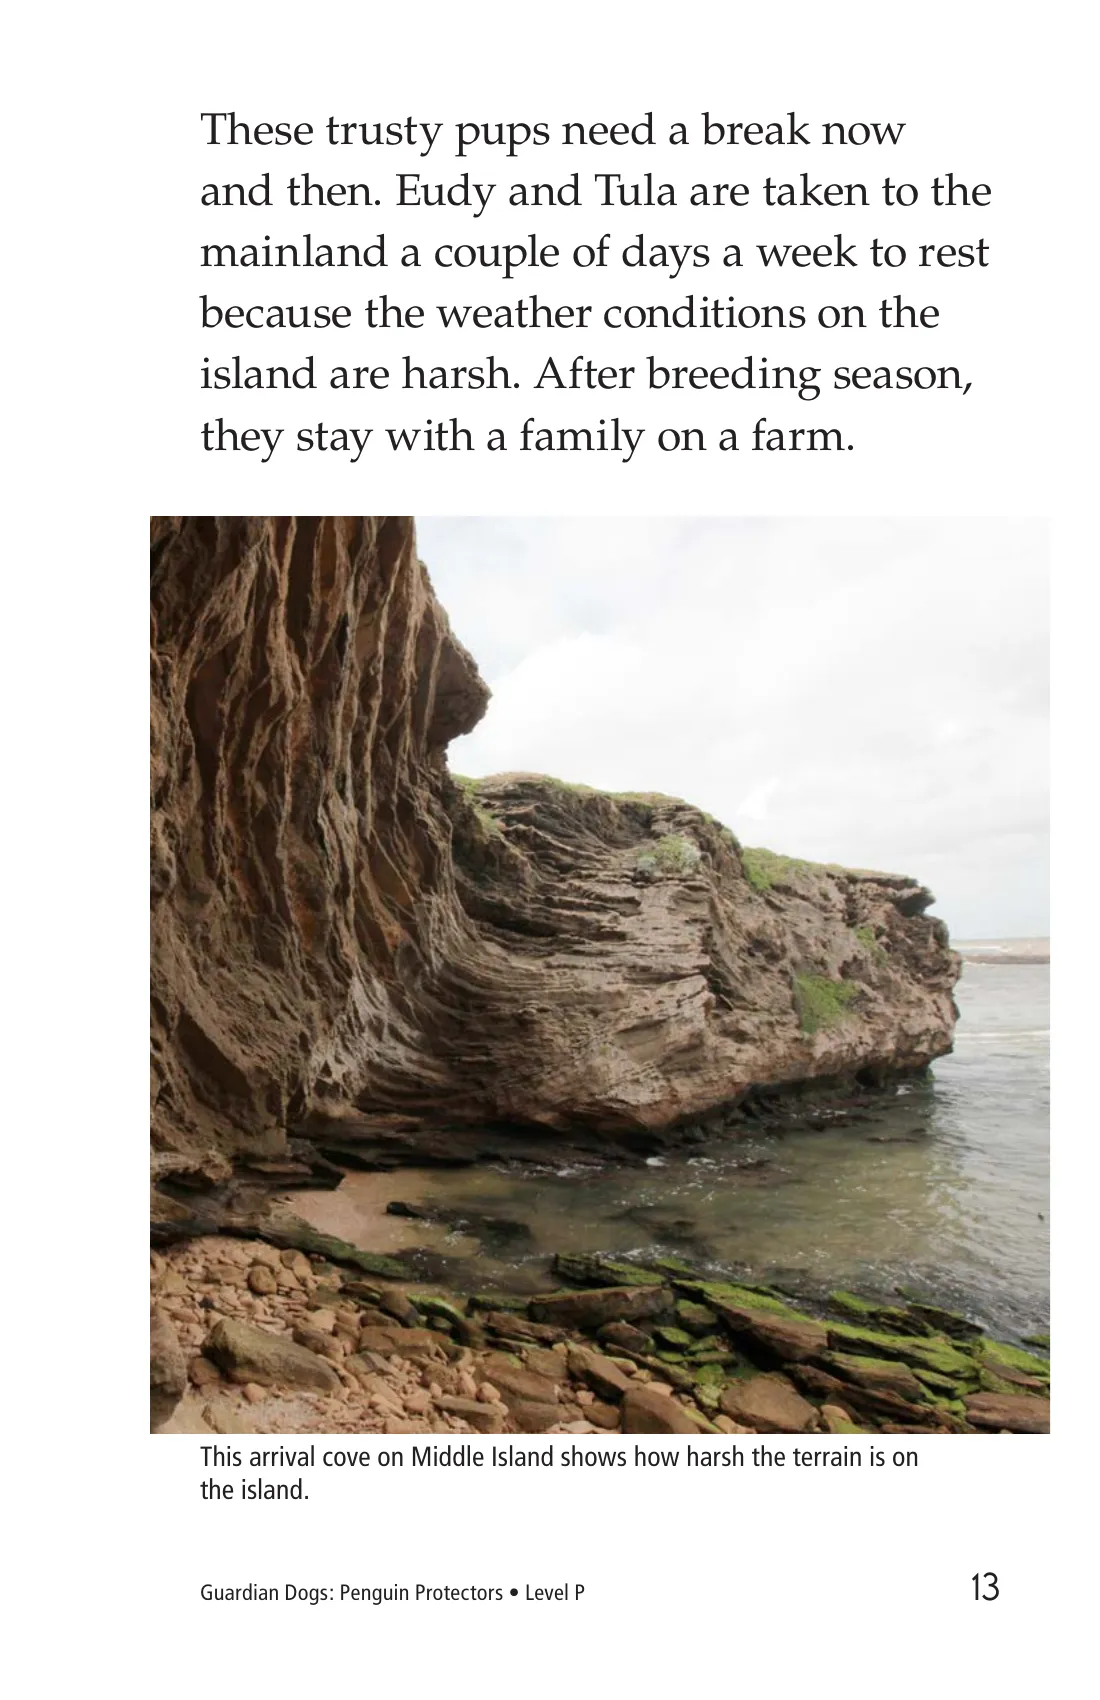 These trusty pups need a break now
and then. Eudy and Tula are taken to the
mainland a couple of days a week to rest
because the weather conditions on the
island are harsh. After breeding season,
they stay with a family on a farm.
This arrival cove on Middle Island shows how harsh the terrain is on
the island.
Guardian Dogs: Penguin Protectors • Level P
13